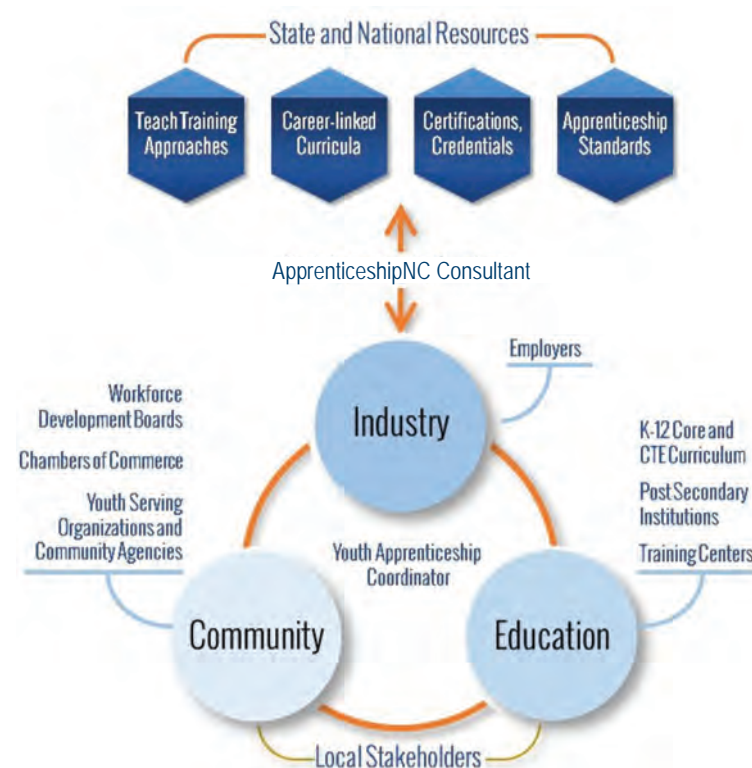 State and National Resources
Teach Training
Approaches
Career-linked
Curricula
Certifications,
Credentials
Apprenticeship
Standards
ApprenticeshipNC Consultant
Industry
Employers
Workforce
Development Boards
Chambers of Commerce
Youth Serving
Organizations and
Community Agencies
K-12 Core and
CTE Curriculum
Post Secondary
Institutions
Training Centers
Youth Apprenticeship
Coordinator
Community
Education
Local Stakeholders